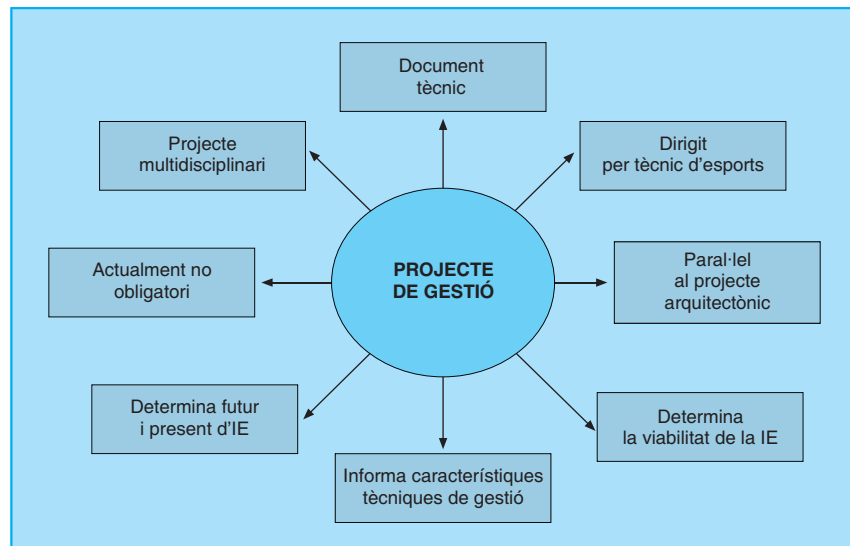 Document
tècnic
Projecte
multidisciplinari
Dirigit
per tècnic d'esports
Actualment no
obligatori
PROJECTE
DE GESTIÓ
Paral·lel
al projecte
arquitectònic
Determina futur
i present d'IE
Determina
la viabilitat de la IE
Informa característiques
tècniques de gestió